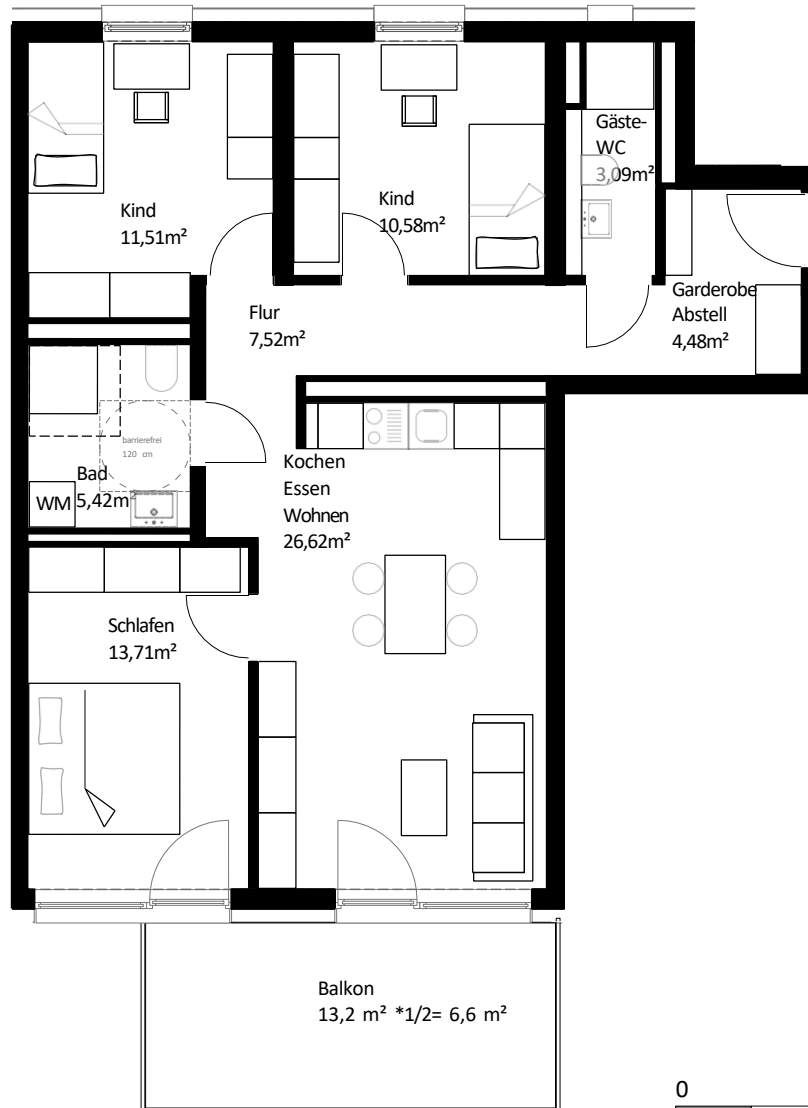 Gäste-
WC
3,09m²
Kind
11,51m²
Kind
10,58m²
Garderobe
Abstell
4,48m²
Flur
7,52m²
barrierefrei
120 cm
Bad
5,42m²
WM
Kochen
Essen
Wohnen
26,62m²
Schlafen
13,71m²
Balkon
13,2 m² *1/2= 6,6 m²
0